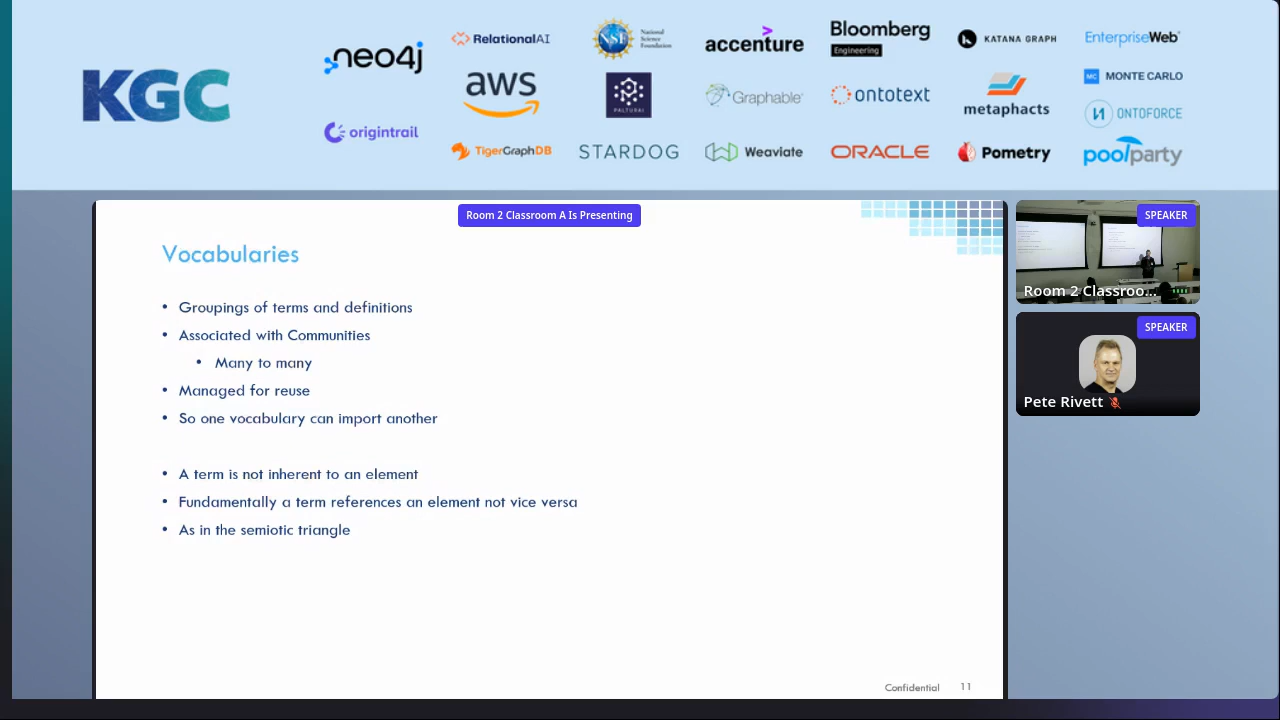 KGC
neo4j
origintrail
RelationalAI
aws
TigerGraphDB
NSF
National
Science
Foundation
PALTURAI
STARDOG
accenture
Graphable
Weaviate
Bloomberg
Engineering
ontotext
ORACLE
KATANA GRAPH
metaphacts
Pometry
EnterpriseWeb
MC MONTE CARLO
ONTOFORCE
poolparty
Room 2 Classroom A Is Presenting
Vocabularies
• Groupings of terms and definitions
• Associated with Communities
• Many to many
• Managed for reuse
• So one vocabulary can import another
• A term is not inherent to an element
• Fundamentally a term references an element not vice versa
• As in the semiotic triangle
Confidential 11
SPEAKER
Room 2 Classroo...
SPEAKER
Pete Rivett